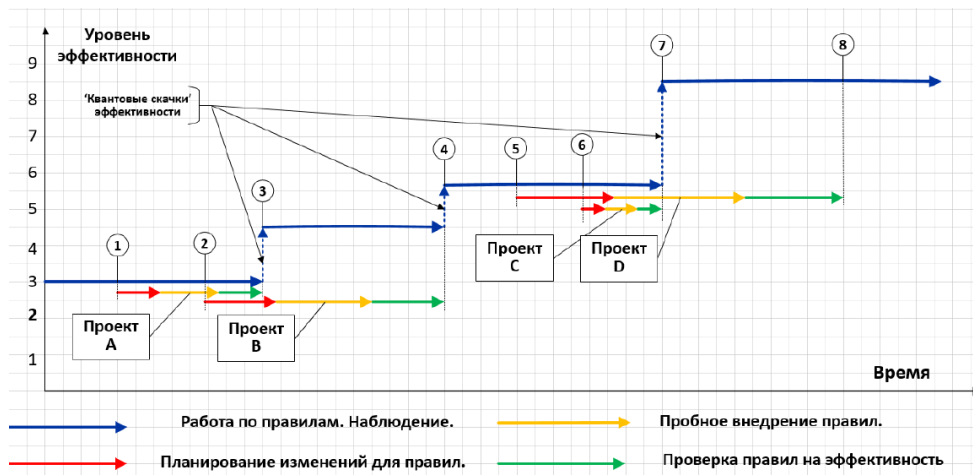 Уровень
эффективности
9
8
7
6
5
4
3
2
1
'Квантовые скачки'
эффективности
1
2
3
4
5
6
7
8
Проект
A
Проект
B
Проект
C
Проект
D
Время
Работа по правилам. Наблюдение.
Пробное внедрение правил.
Планирование изменений для правил.
Проверка правил на эффективность